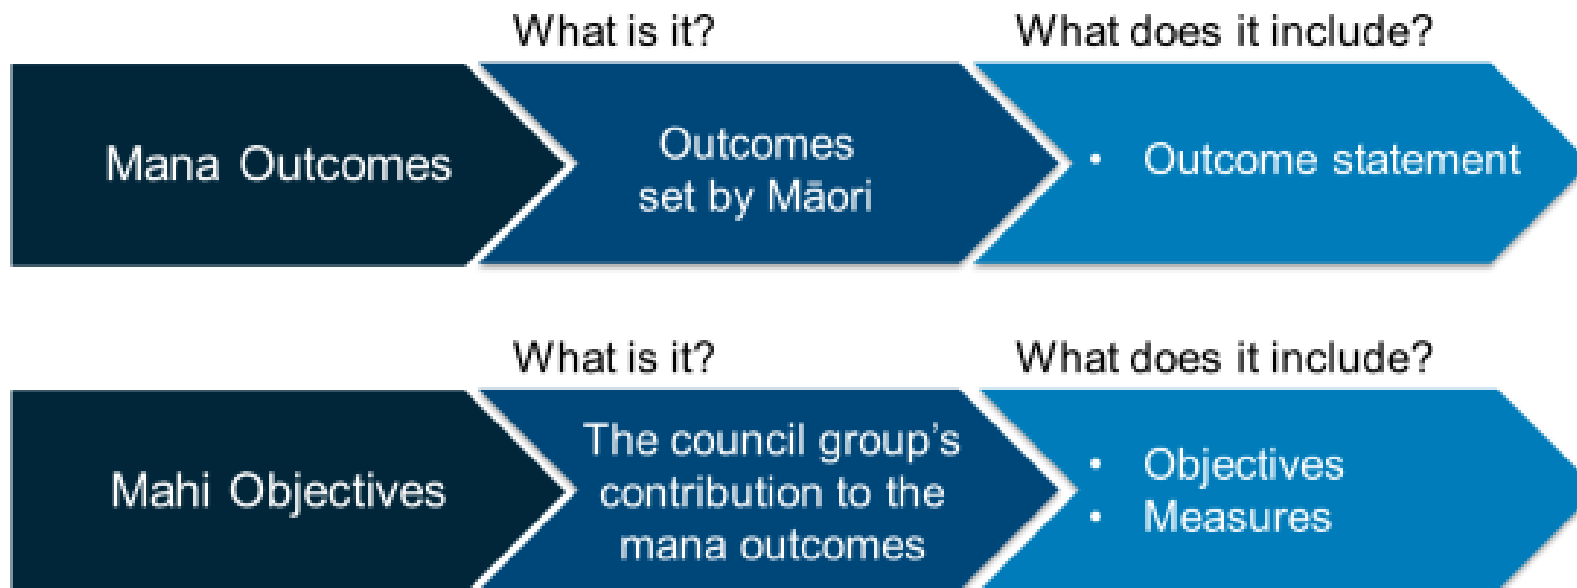 What is it?
What does it include?
Mana Outcomes
Outcomes
set by Māori
• Outcome statement
What is it?
What does it include?
Mahi Objectives
The council group’s
contribution to the
mana outcomes
• Objectives
• Measures